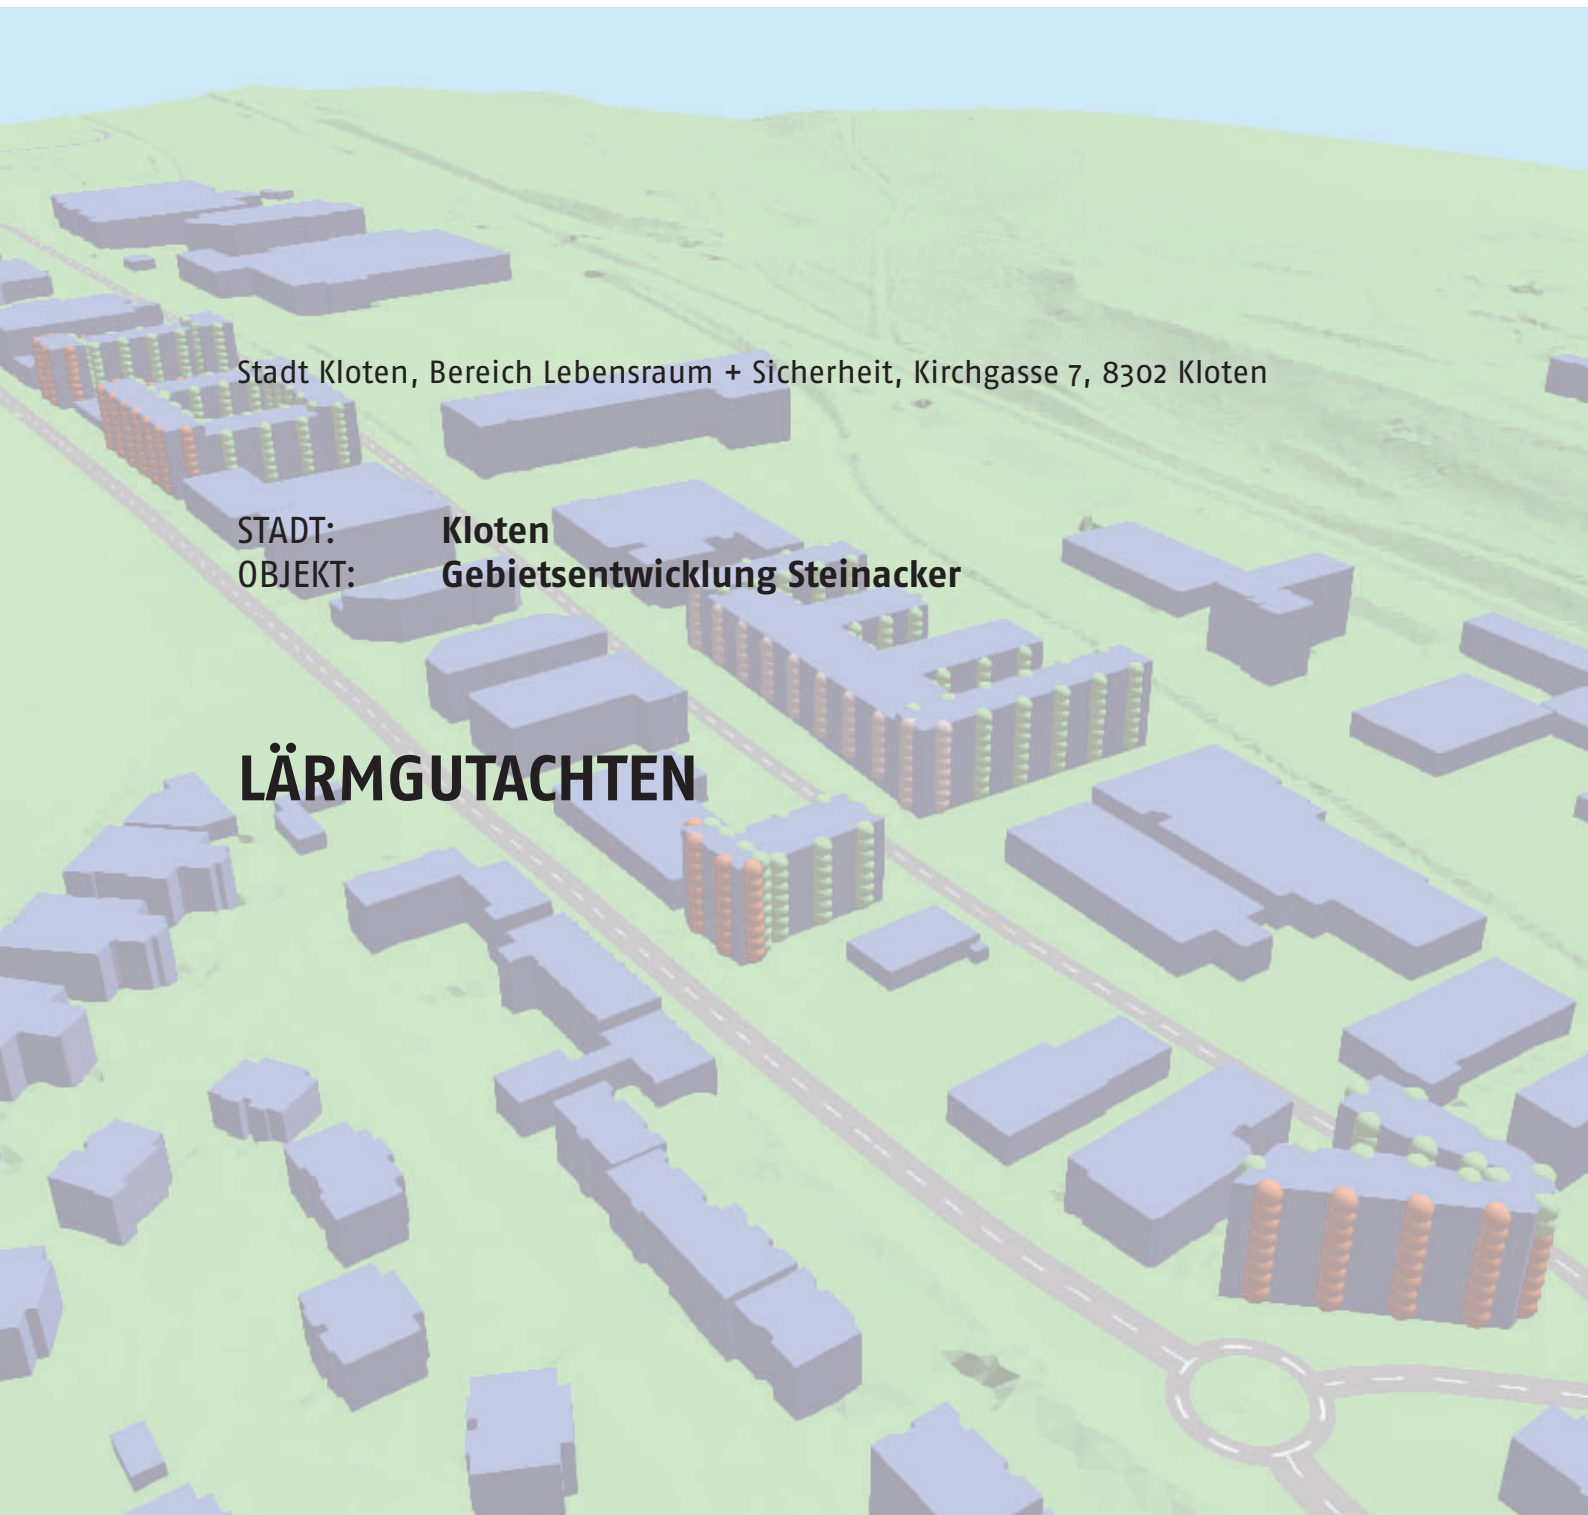 Stadt Kloten, Bereich Lebensraum + Sicherheit, Kirchgasse 7, 8302 Kloten
STADT: Kloten
OBJEKT: Gebietsentwicklung Steinacker
LÄRMGUTACHTEN